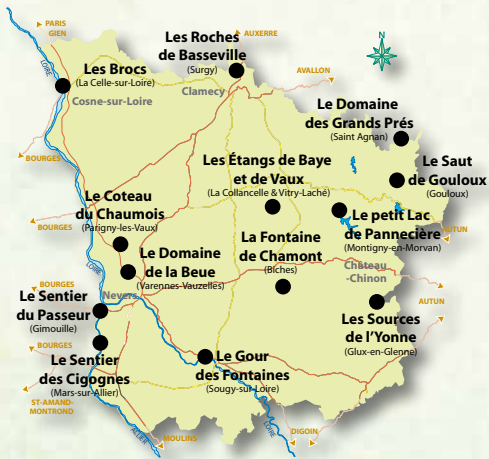 PARIS
GIEN
Les Roches
de Basseville
(Surgy)
AUXERRE
N
LOIRE
Les Brocs
(La Celle-sur-Loire)
Cosne-sur-Loire
Clamecy
AVALLON
Le Domaine
des Grands Prés
(Saint Agnan)
BOURGES
Les Étangs de Baye
et de Vaux
(La Collancelle & Vitry-Laché)
Le Saut
de Gouloux
(Gouloux)
Le Coteau
du Chaumois
(Parigny-les-Vaux)
BOURGES
Le petit Lac
de Pannecière
(Montigny-en-Morvan)
AUTUN
La Fontaine
de Chamont
(Biches)
Le Domaine
de la Beue
(Varennes-Vauzelles)
LOIRE
Château
-Chinon
BOURGES
Nevers
Le Sentier
du Passeur
(Gimouille)
AUTUN
Les Sources
de l'Yonne
(Glux-en-Glenne)
BOURGES
Le Sentier
des Cigognes
(Mars-sur-Allier)
Le Gour
des Fontaines
(Sougy-sur-Loire)
ST-AMAND-
MONTROND
ALLIER
MOULINS
LOIRE
DIGOIN